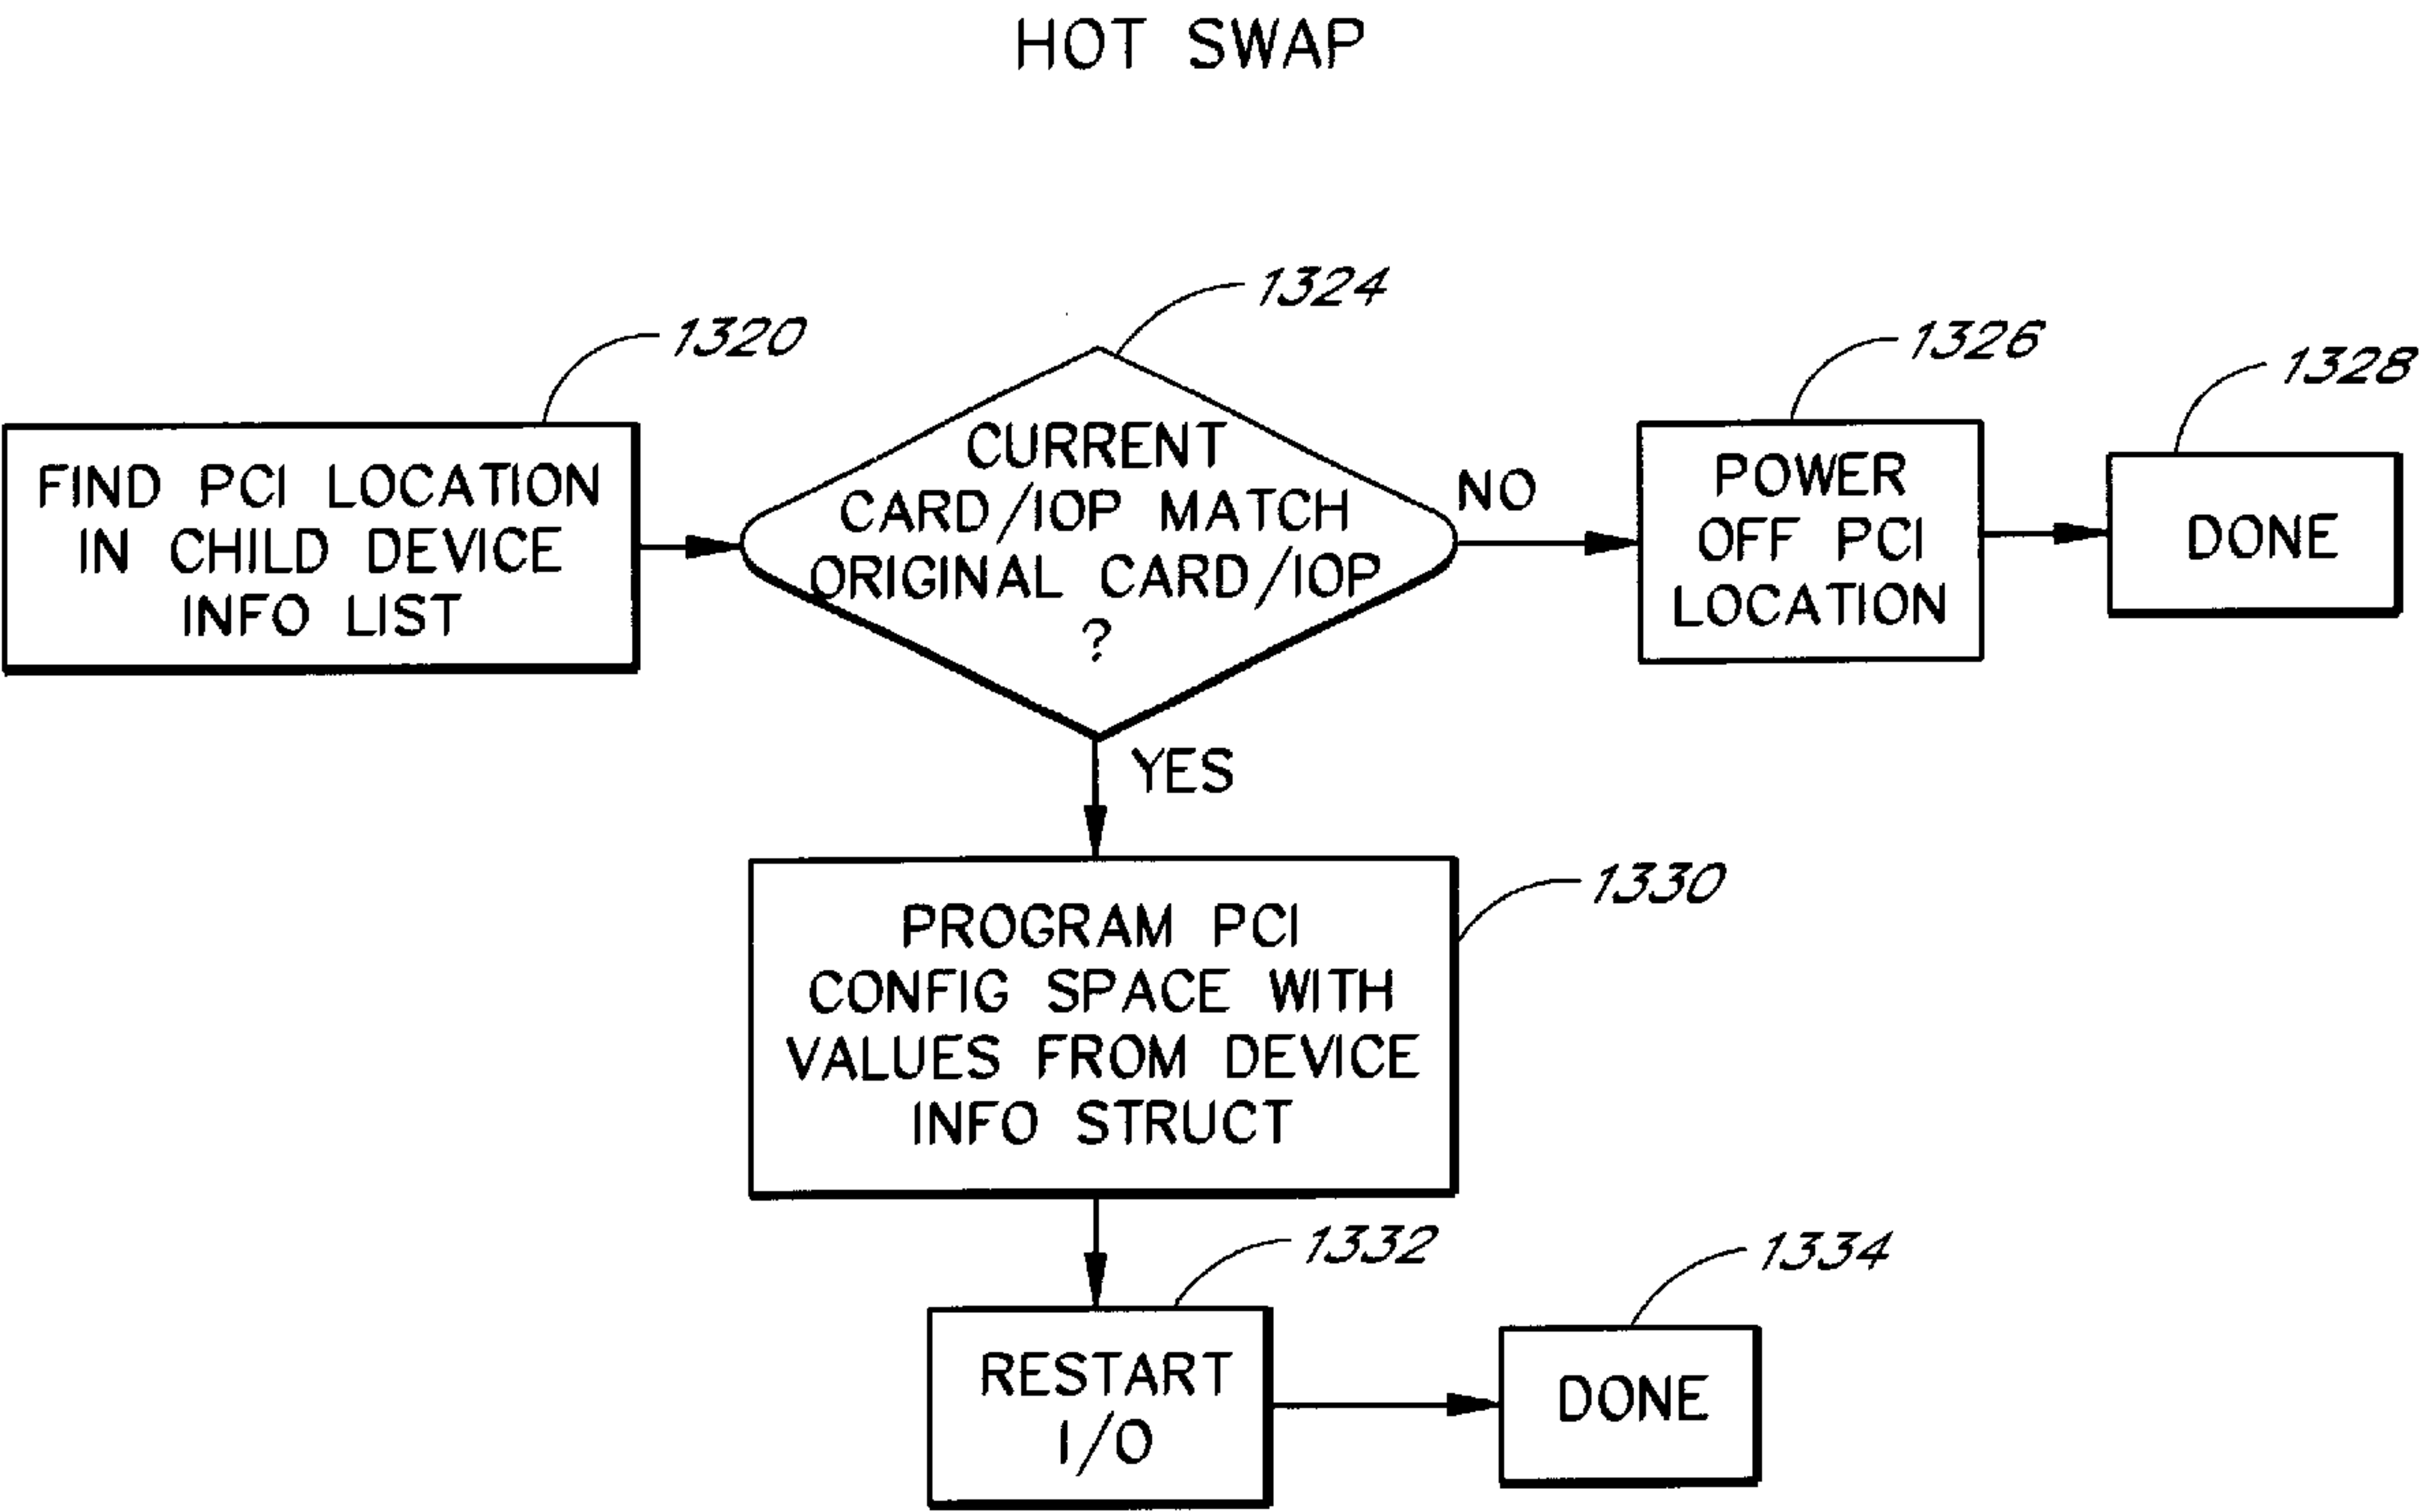 HOT SWAP
1320
FIND PCI LOCATION
IN CHILD DEVICE
INFO LIST
1324
CURRENT
CARD/IOP MATCH
ORIGINAL CARD/IOP
?
NO
1326
POWER
OFF PCI
LOCATION
1328
DONE
YES
1330
PROGRAM PCI
CONFIG SPACE WITH
VALUES FROM DEVICE
INFO STRUCT
1332
RESTART
I/O
1334
DONE